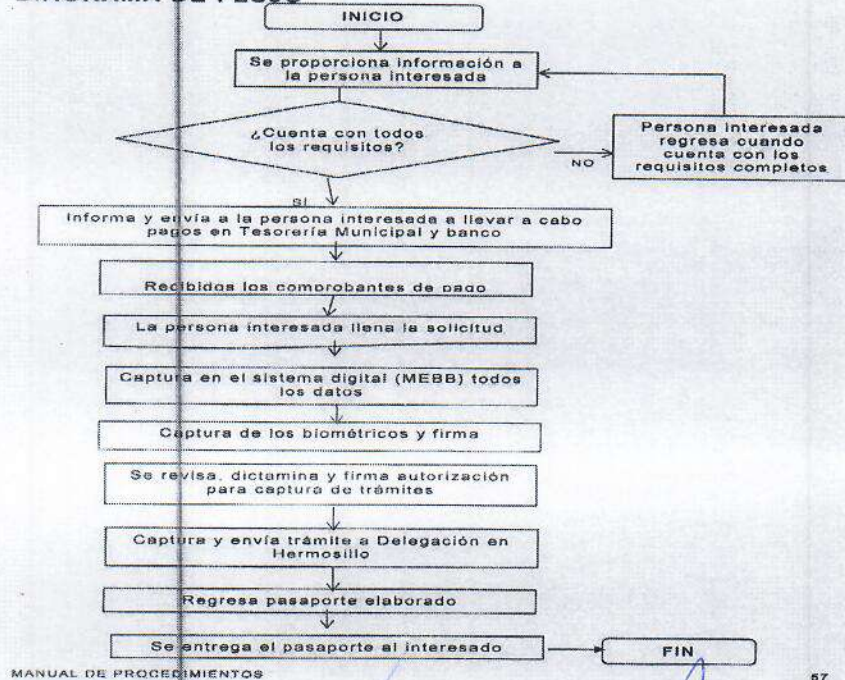 INICIO
Se proporciona información a
la persona interesada
¿Cuenta con todos
los requisitos?
NO
Persona interesada
regresa cuando
cuenta con los
requisitos completos
SI
Informa y envía a la persona interesada a llevar a cabo
pagos en Tesorería Municipal y banco
Recibidos los comprobantes de pago
La persona interesada llena la solicitud
Captura en el sistema digital (MEBB) todos
los datos
Captura de los biométricos y firma
Se revisa, dictamina y firma autorización
para captura de trámites
Captura y envía trámite a Delegación en
Hermosillo
Regresa pasaporte elaborado
Se entrega el pasaporte al interesado
FIN
MANUAL DE PROCEDIMIENTOS
57